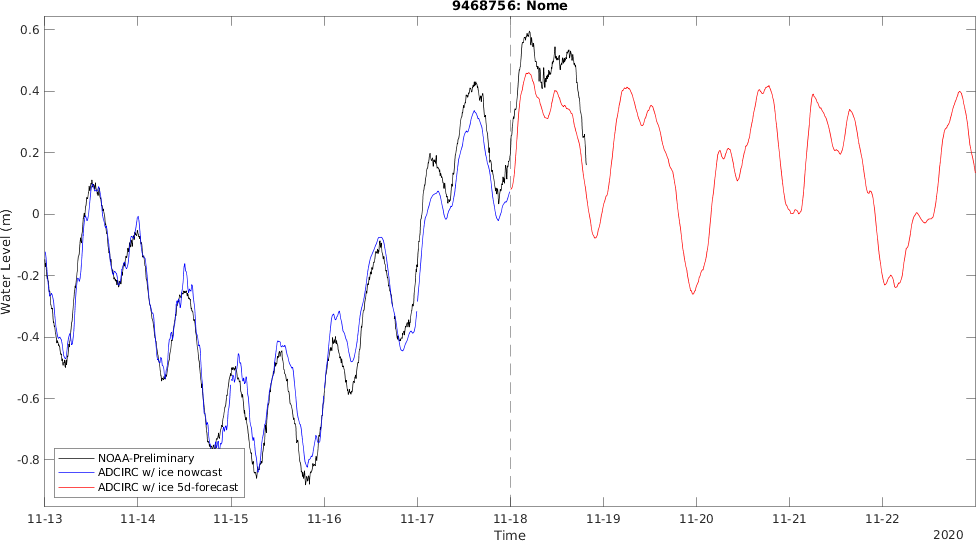 9468756: Nome
0.6
0.4
0.2
0
-0.2
-0.4
-0.6
-0.8
Water Level (m)
NOAA-Preliminary
ADCIRC w/ ice nowcast
ADCIRC w/ ice 5d-forecast
11-13 11-14 11-15 11-16 11-17 11-18 11-19 11-20 11-21 11-22
Time
2020